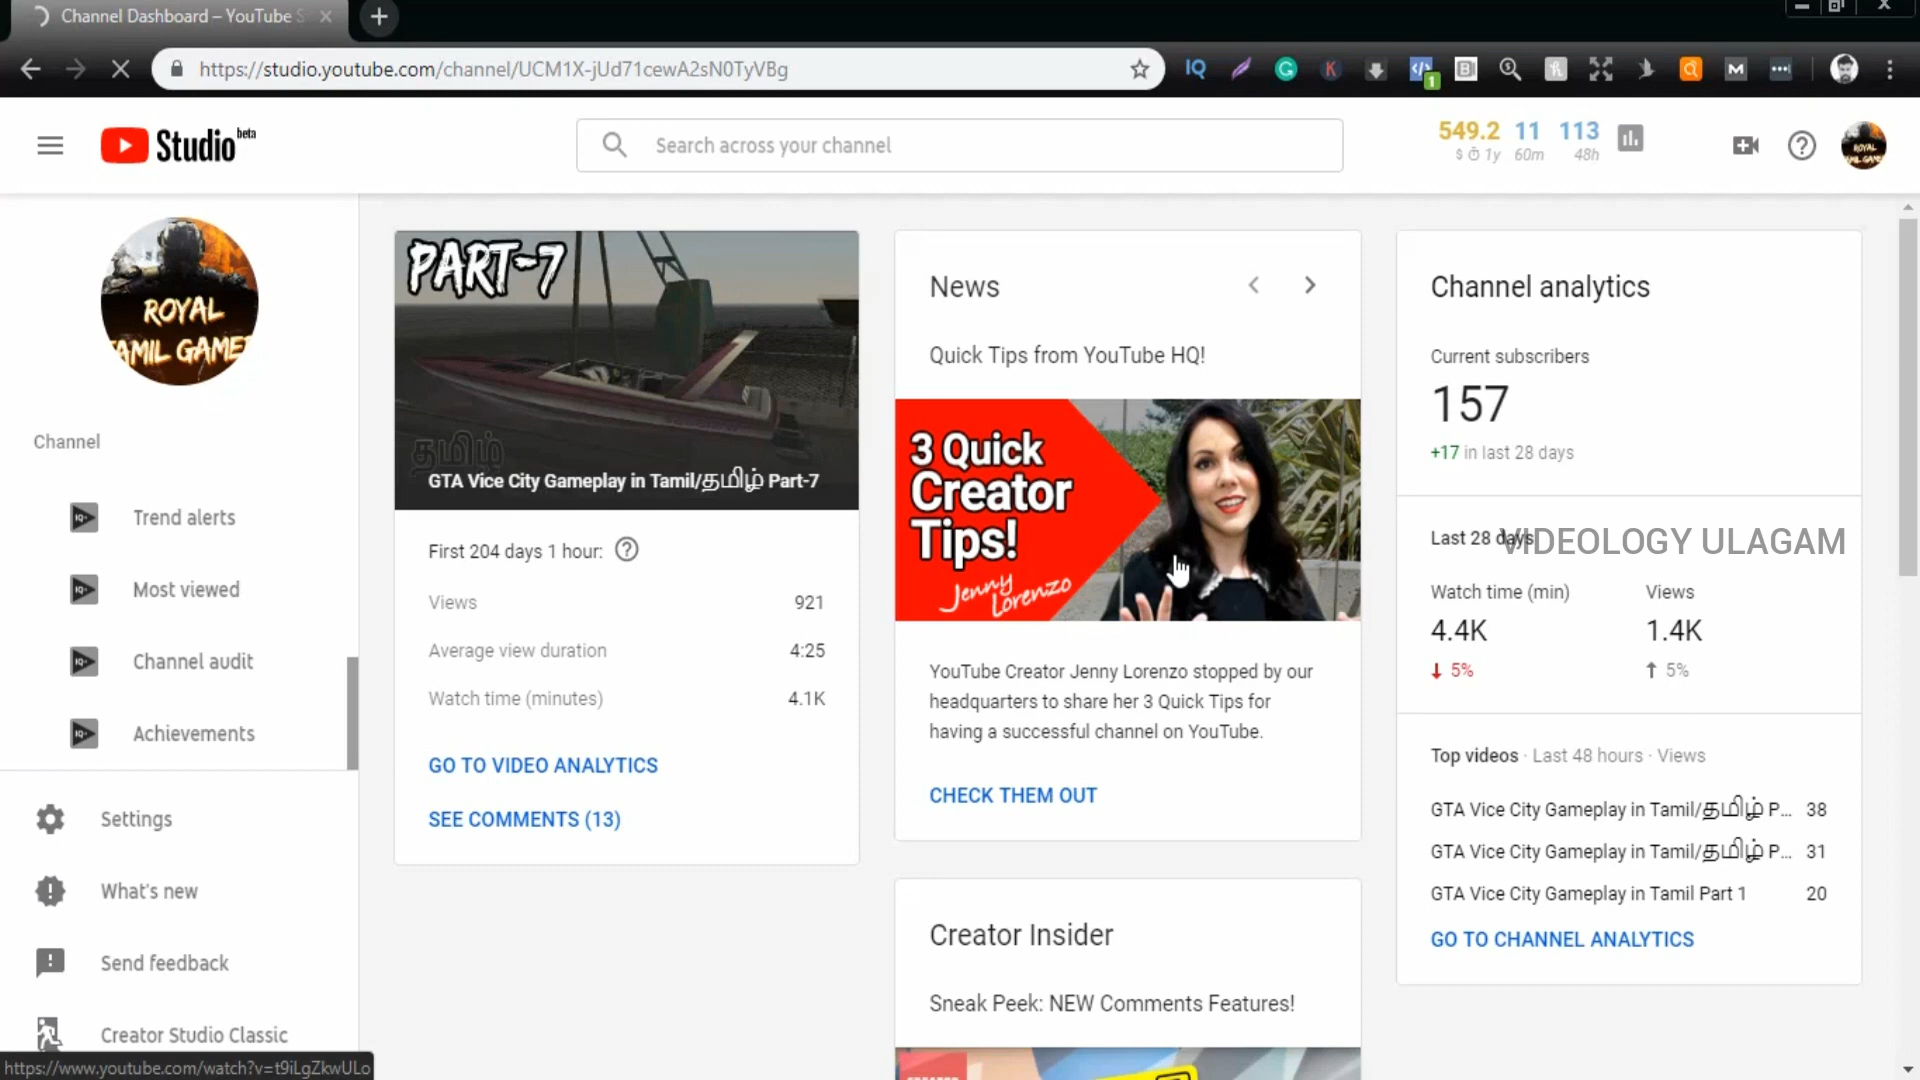 Channel Dashboard – YouTube S
https://studio.youtube.com/channel/UCM1X-jUd71cewA2sN0TyVBg
IQ
1
Studio beta
Search across your channel
549.2 11 113
$ 1y 60m 48h
ROYAL
TAMIL GAMER
Channel
Trend alerts
Most viewed
Channel audit
Achievements
Settings
What's new
Send feedback
Creator Studio Classic
https://www.youtube.com/watch?v=t9iLgZkwULo
PART-7
தமிழ்
GTA Vice City Gameplay in Tamil/தமிழ் Part-7
First 204 days 1 hour:
Views 921
Average view duration 4:25
Watch time (minutes) 4.1K
GO TO VIDEO ANALYTICS
SEE COMMENTS (13)
News
Quick Tips from YouTube HQ!
3 Quick
Creator
Tips!
Jenny
Lorenzo
YouTube Creator Jenny Lorenzo stopped by our
headquarters to share her 3 Quick Tips for
having a successful channel on YouTube.
CHECK THEM OUT
Creator Insider
Sneak Peek: NEW Comments Features!
Channel analytics
Current subscribers
157
+17 in last 28 days
Last 28 days
VIDEOLOGY ULAGAM
Watch time (min) Views
4.4K 1.4K
5% 5%
Top videos · Last 48 hours · Views
GTA Vice City Gameplay in Tamil/தமிழ் P... 38
GTA Vice City Gameplay in Tamil/தமிழ் P... 31
GTA Vice City Gameplay in Tamil Part 1 20
GO TO CHANNEL ANALYTICS